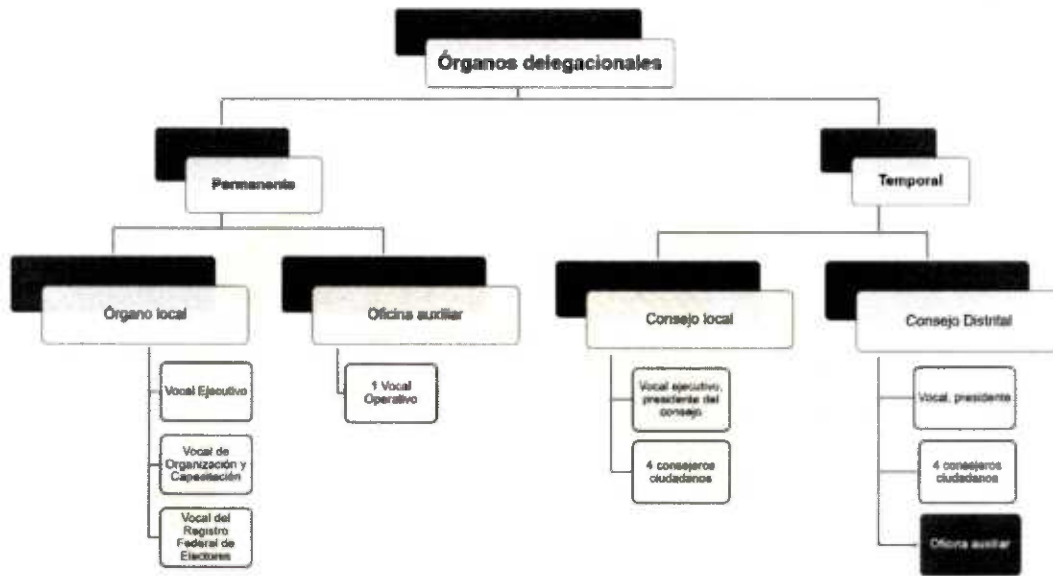 Órganos delegacionales
Permanente
Temporal
Órgano local
Oficina auxiliar
Consejo local
Consejo Distrital
Vocal Ejecutivo
Vocal de
Organización y
Capacitación
Vocal del
Registro
Federal de
Electores
1 Vocal
Operativo
Vocal ejecutivo,
presidente del
consejo
4 consejeros
ciudadanos
Vocal, presidente
4 consejeros
ciudadanos
Oficina auxiliar